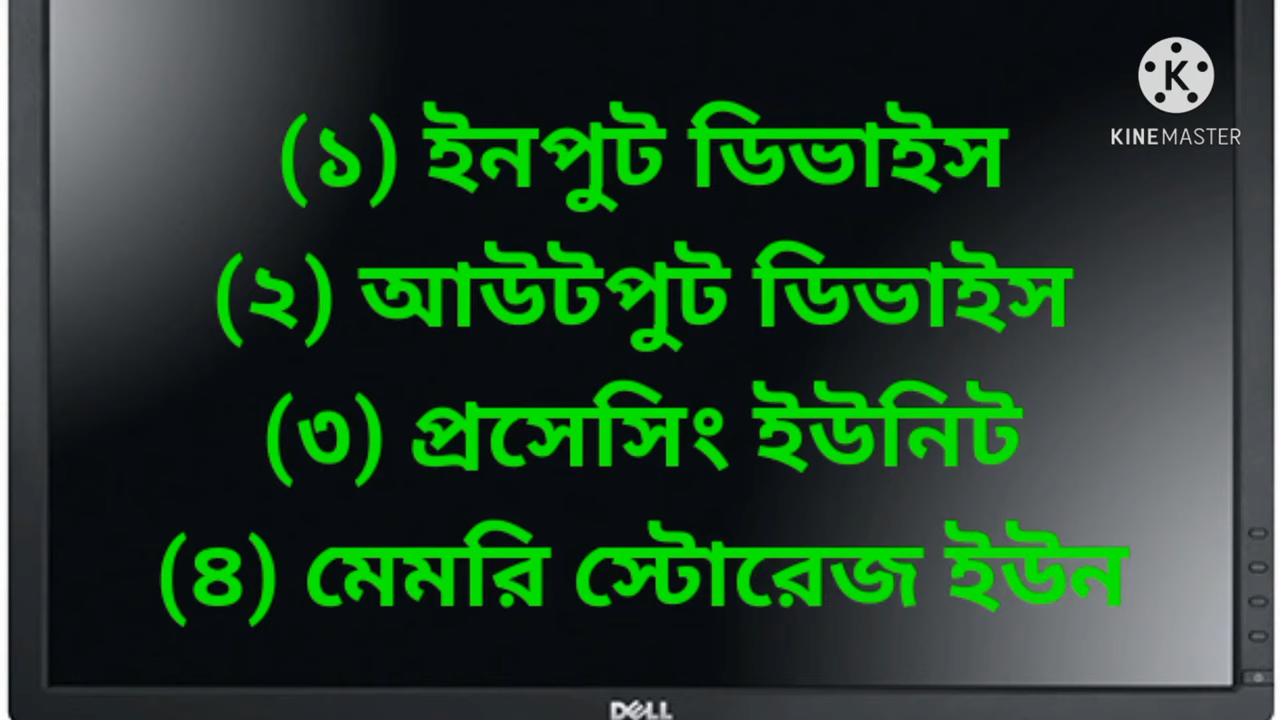 (১) ইনপুট ডিভাইস
(২) আউটপুট ডিভাইস
(৩) প্রসেসিং ইউনিট
(৪) মেমরি স্টোরেজ ইউন
K
KINEMASTER
DELL